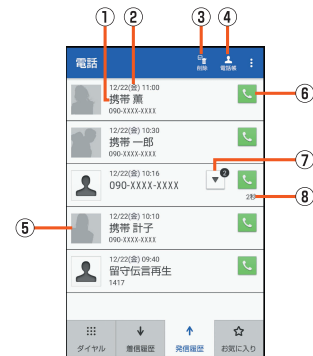 ① ② ③ ④
電話
削除 電話帳
12/22(金) 11:00
携帯 薫
090-XXXX-XXXX
⑥
12/22(金) 10:30
携帯 一郎
090-XXXX-XXXX
⑦
12/22(金) 10:16
090-XXXX-XXXX
2
2秒
⑧
⑤
12/22(金) 10:10
携帯 計子
090-XXXX-XXXX
12/22(金) 09:40
留守伝言再生
1417
ダイヤル 着信履歴 発信履歴 お気に入り